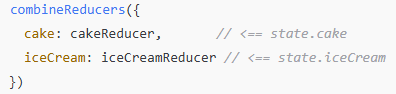 combineReducers({
  cake: cakeReducer,       // <== state.cake
  iceCream: iceCreamReducer // <== state.iceCream
})